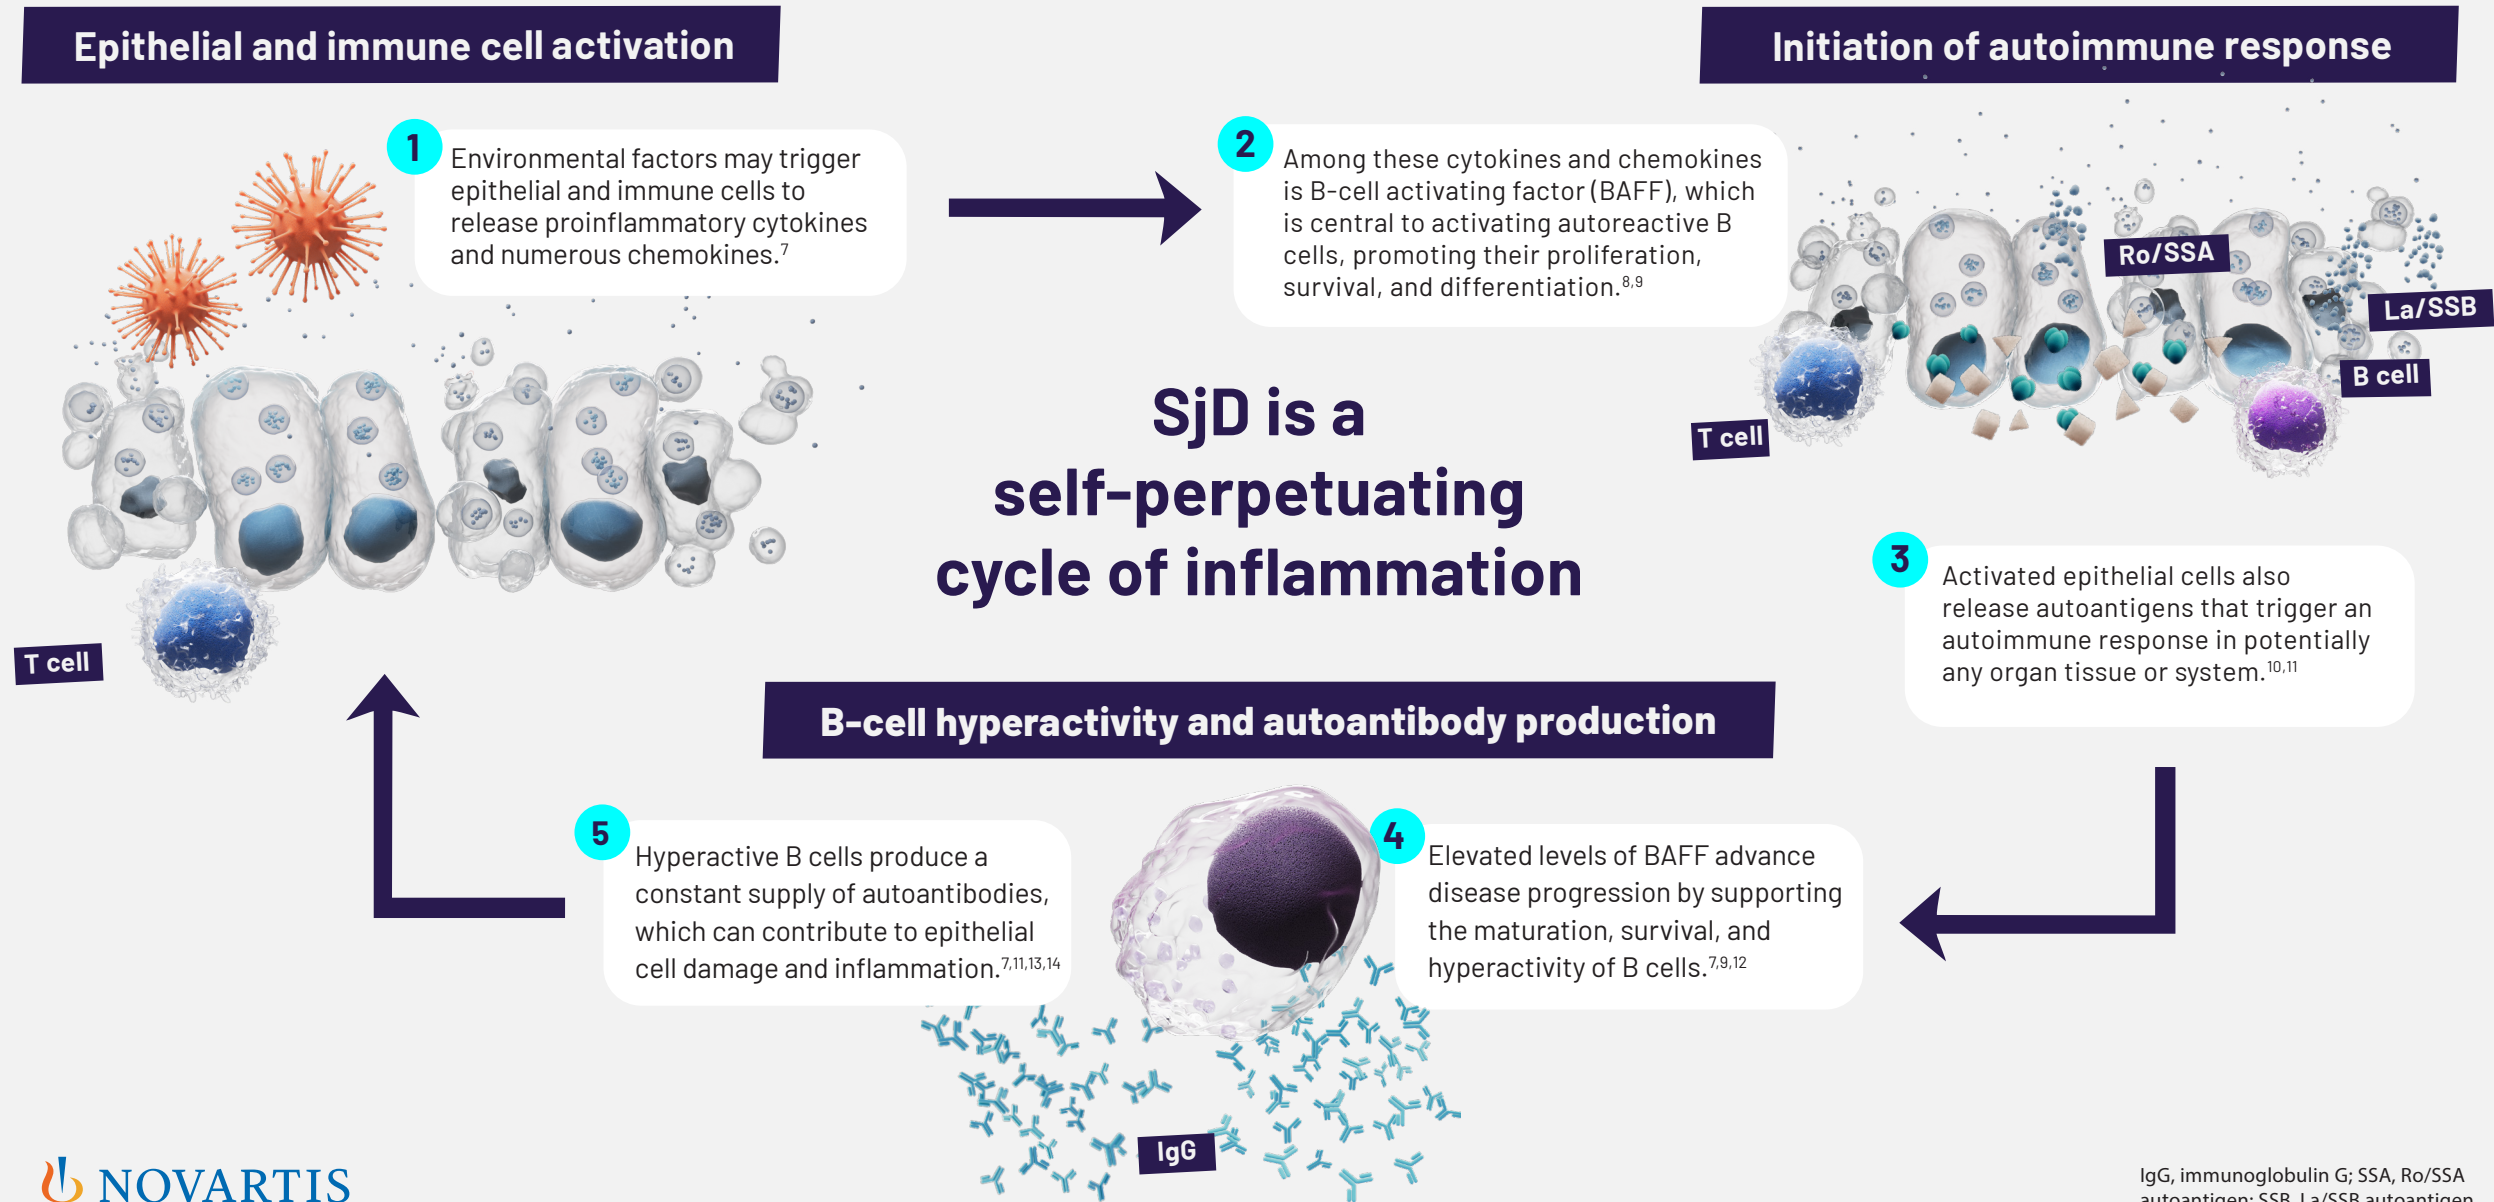 Epithelial and immune cell activation
Initiation of autoimmune response
1
Environmental factors may trigger
epithelial and immune cells to
release proinflammatory cytokines
and numerous chemokines.7
2
Among these cytokines and chemokines
is B-cell activating factor (BAFF), which
is central to activating autoreactive B
cells, promoting their proliferation,
survival, and differentiation.8,9
Ro/SSA
La/SSB
B cell
T cell
SjD is a
self-perpetuating
cycle of inflammation
3
Activated epithelial cells also
release autoantigens that trigger an
autoimmune response in potentially
any organ tissue or system.10,11
T cell
B-cell hyperactivity and autoantibody production
5
Hyperactive B cells produce a
constant supply of autoantibodies,
which can contribute to epithelial
cell damage and inflammation.7,11,13,14
4
Elevated levels of BAFF advance
disease progression by supporting
the maturation, survival, and
hyperactivity of B cells.7,9,12
IgG
NOVARTIS
IgG, immunoglobulin G; SSA, Ro/SSA
autoantigen; SSB, La/SSB autoantigen